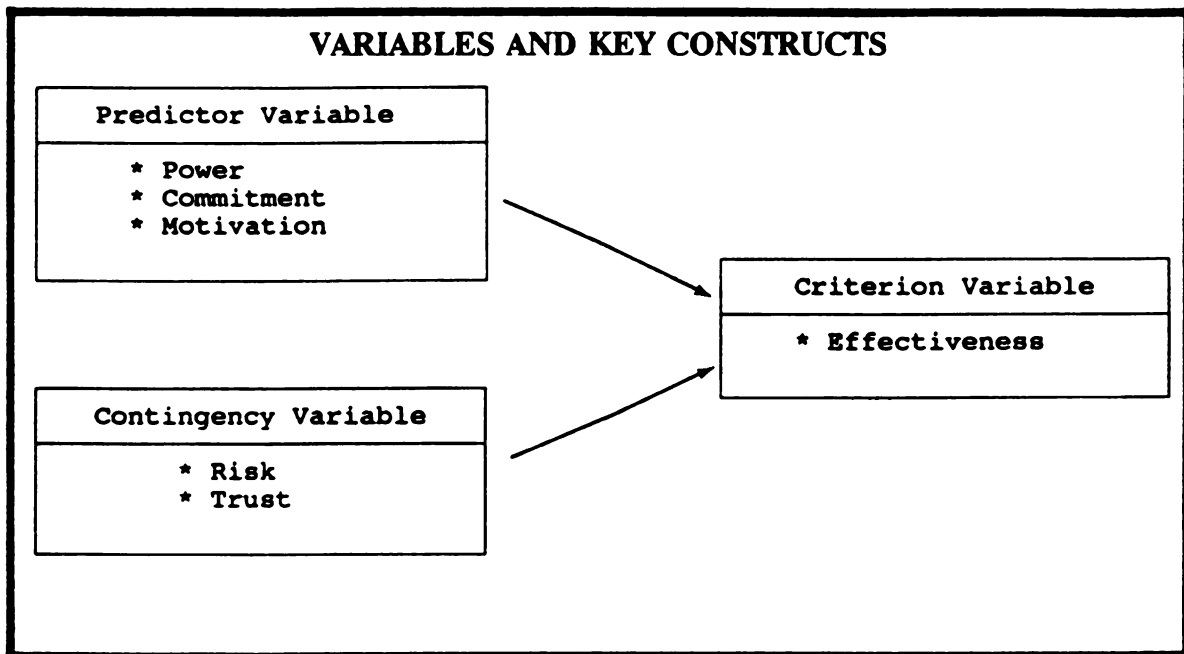 VARIABLES AND KEY CONSTRUCTS
Predictor Variable
* Power
* Commitment
* Motivation
Criterion Variable
* Effectiveness
Contingency Variable
* Risk
* Trust